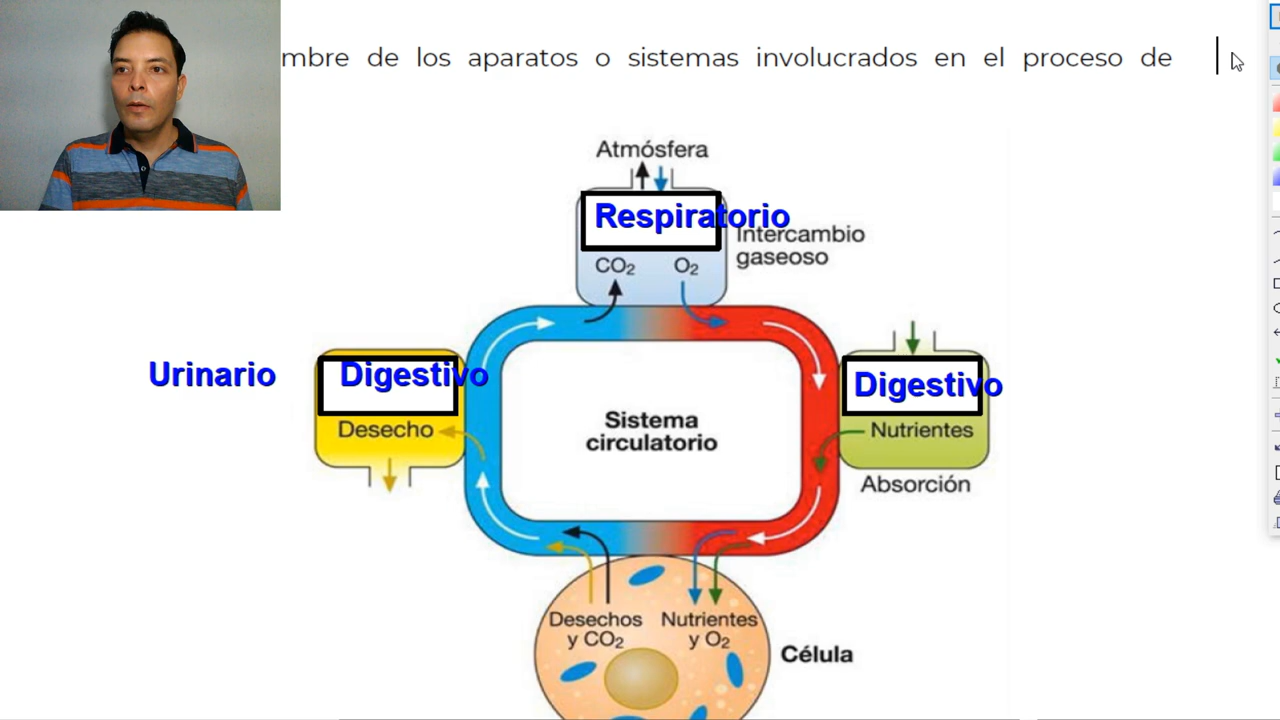 mbre de los aparatos o sistemas involucrados en el proceso de
Atmósfera
Respiratorio
Intercambio
gaseoso
CO₂ O₂
Urinario Digestivo
Desecho
Sistema
circulatorio
Digestivo
Nutrientes
Absorción
Desechos
y CO₂
Nutrientes
y O₂
Célula